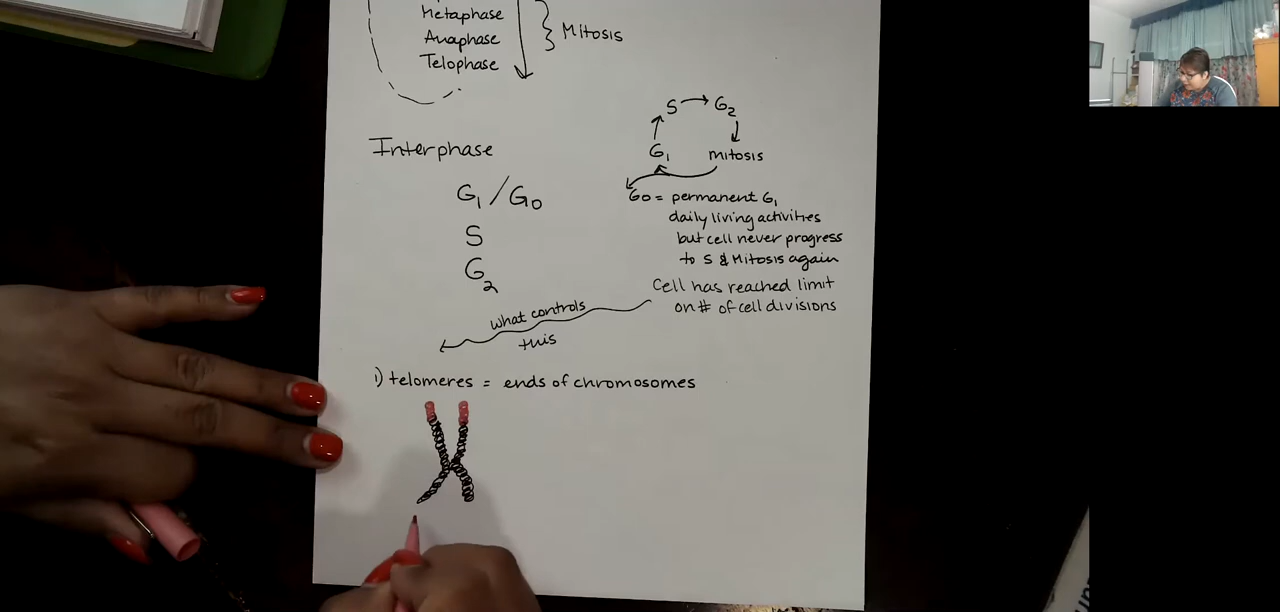 Metaphase
Anaphase
Telophase
Mitosis
S → G2
G1 mitosis
Interphase
G1/G0
S
G2
G0 = permanent G1
daily living activities
but cell never progress
to S & Mitosis again
Cell has reached limit
on # of cell divisions
what controls
this
1) telomeres = ends of chromosomes